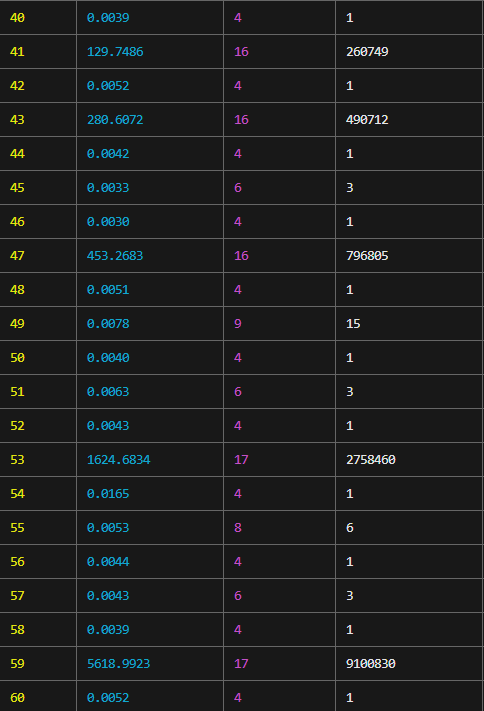 40 0.0039 4 1
41 129.7486 16 260749
42 0.0052 4 1
43 280.6072 16 490712
44 0.0042 4 1
45 0.0033 6 3
46 0.0030 4 1
47 453.2683 16 796805
48 0.0051 4 1
49 0.0078 9 15
50 0.0040 4 1
51 0.0063 6 3
52 0.0043 4 1
53 1624.6834 17 2758460
54 0.0165 4 1
55 0.0053 8 6
56 0.0044 4 1
57 0.0043 6 3
58 0.0039 4 1
59 5618.9923 17 9100830
60 0.0052 4 1